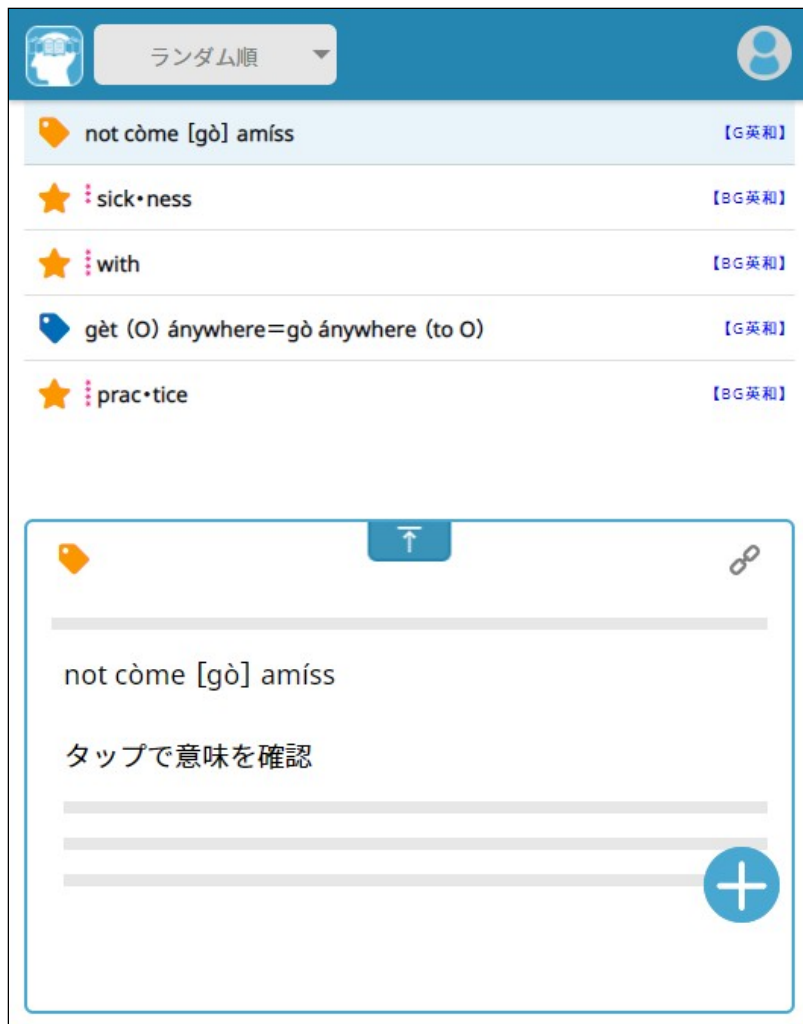 ランダム順
not còme [gò] amíss 【G英和】
sick・ness 【BG英和】
with 【BG英和】
gèt (O) ánywhere=gò ánywhere (to O) 【G英和】
prac・tice 【BG英和】
not còme [gò] amíss
タップで意味を確認